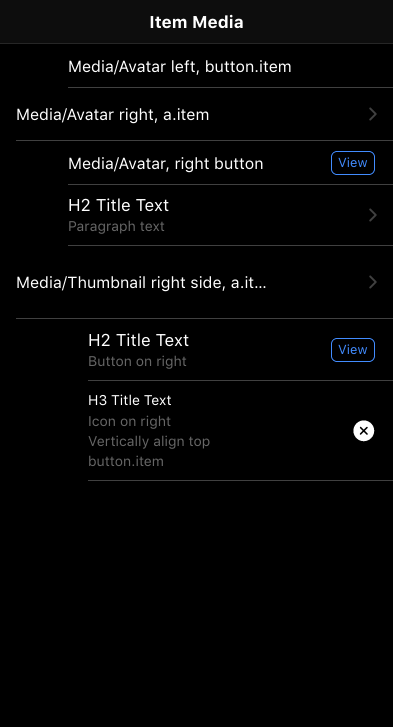 Item Media
Media/Avatar left, button.item
Media/Avatar right, a.item
Media/Avatar, right button
View
H2 Title Text
Paragraph text
Media/Thumbnail right side, a.it...
H2 Title Text
Button on right
View
H3 Title Text
Icon on right
Vertically align top
button.item